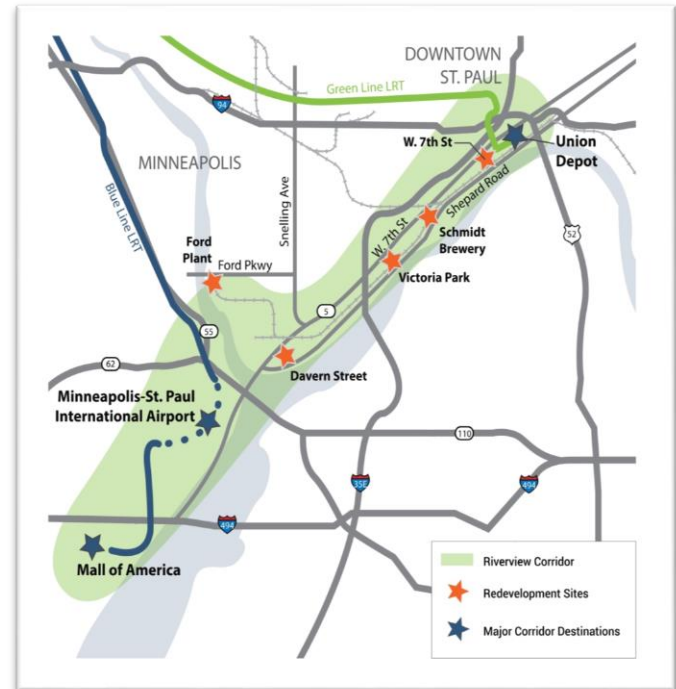 DOWNTOWN
ST. PAUL
Green Line LRT
94
W. 7th St
Union
Depot
MINNEAPOLIS
Snelling Ave
Shepard Road
Blue Line LRT
W. 7th St
Schmidt
Brewery
52
Ford
Plant
Ford Pkwy
Victoria Park
5
55
62
Davern Street
Minneapolis-St. Paul
International Airport
110
35E
494
494
Mall of America
Riverview Corridor
Redevelopment Sites
Major Corridor Destinations